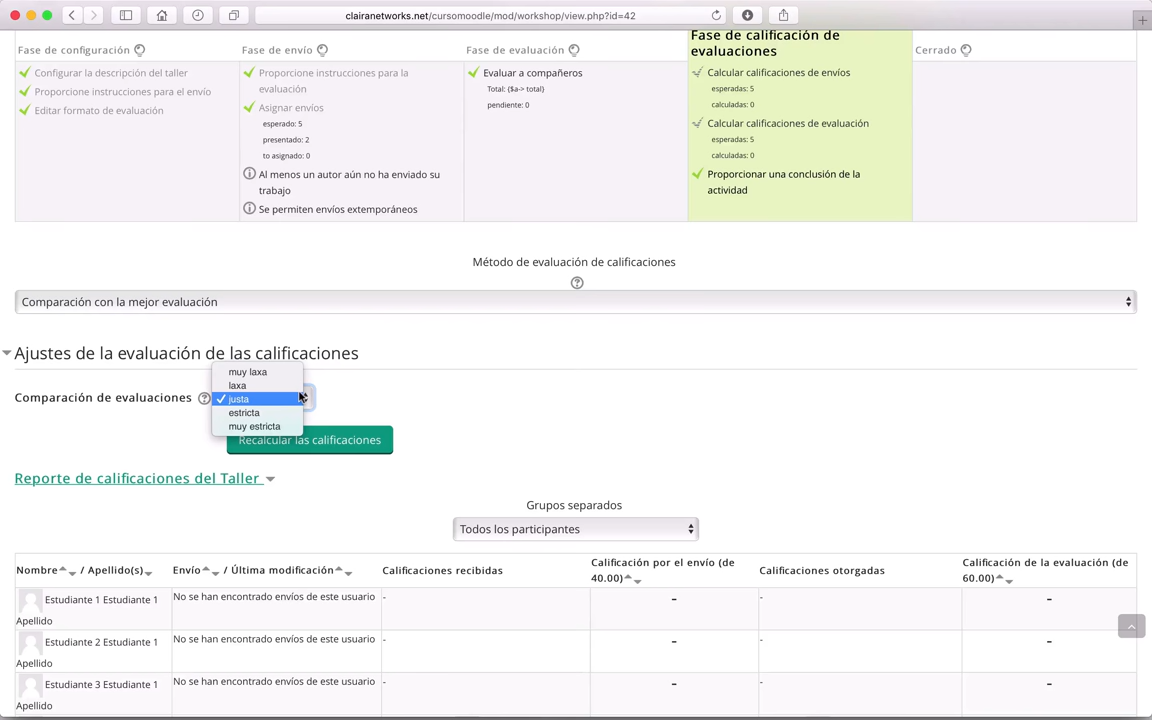 clairanetworks.net/cursomoodle/mod/workshop/view.php?id=42
Fase de configuración
Configurar la descripción del taller
Proporcione instrucciones para el envío
Editar formato de evaluación
Fase de envío
Proporcione instrucciones para la
evaluación
Asignar envíos
esperado: 5
presentado: 2
to asignado: 0
Al menos un autor aún no ha enviado su
trabajo
Se permiten envíos extemporáneos
Fase de evaluación
Evaluar a compañeros
Total: {$a-> total}
pendiente: 0
Fase de calificación de
evaluaciones
Calcular calificaciones de envíos
esperadas: 5
calculadas: 0
Calcular calificaciones de evaluación
esperadas: 5
calculadas: 0
Proporcionar una conclusión de la
actividad
Cerrado
Método de evaluación de calificaciones
Comparación con la mejor evaluación
Ajustes de la evaluación de las calificaciones
Comparación de evaluaciones
muy laxa
laxa
justa
estricta
muy estricta
Recalcular las calificaciones
Reporte de calificaciones del Taller
Grupos separados
Todos los participantes
Nombre / Apellido(s)
Envío / Última modificación
Calificaciones recibidas
Calificación por el envío (de
40.00)
Calificaciones otorgadas
Calificación de la evaluación (de
60.00)
Estudiante 1 Estudiante 1
Apellido
No se han encontrado envíos de este usuario
-
-
-
-
Estudiante 2 Estudiante 1
Apellido
No se han encontrado envíos de este usuario
-
-
-
-
Estudiante 3 Estudiante 1
Apellido
No se han encontrado envíos de este usuario
-
-
-
-